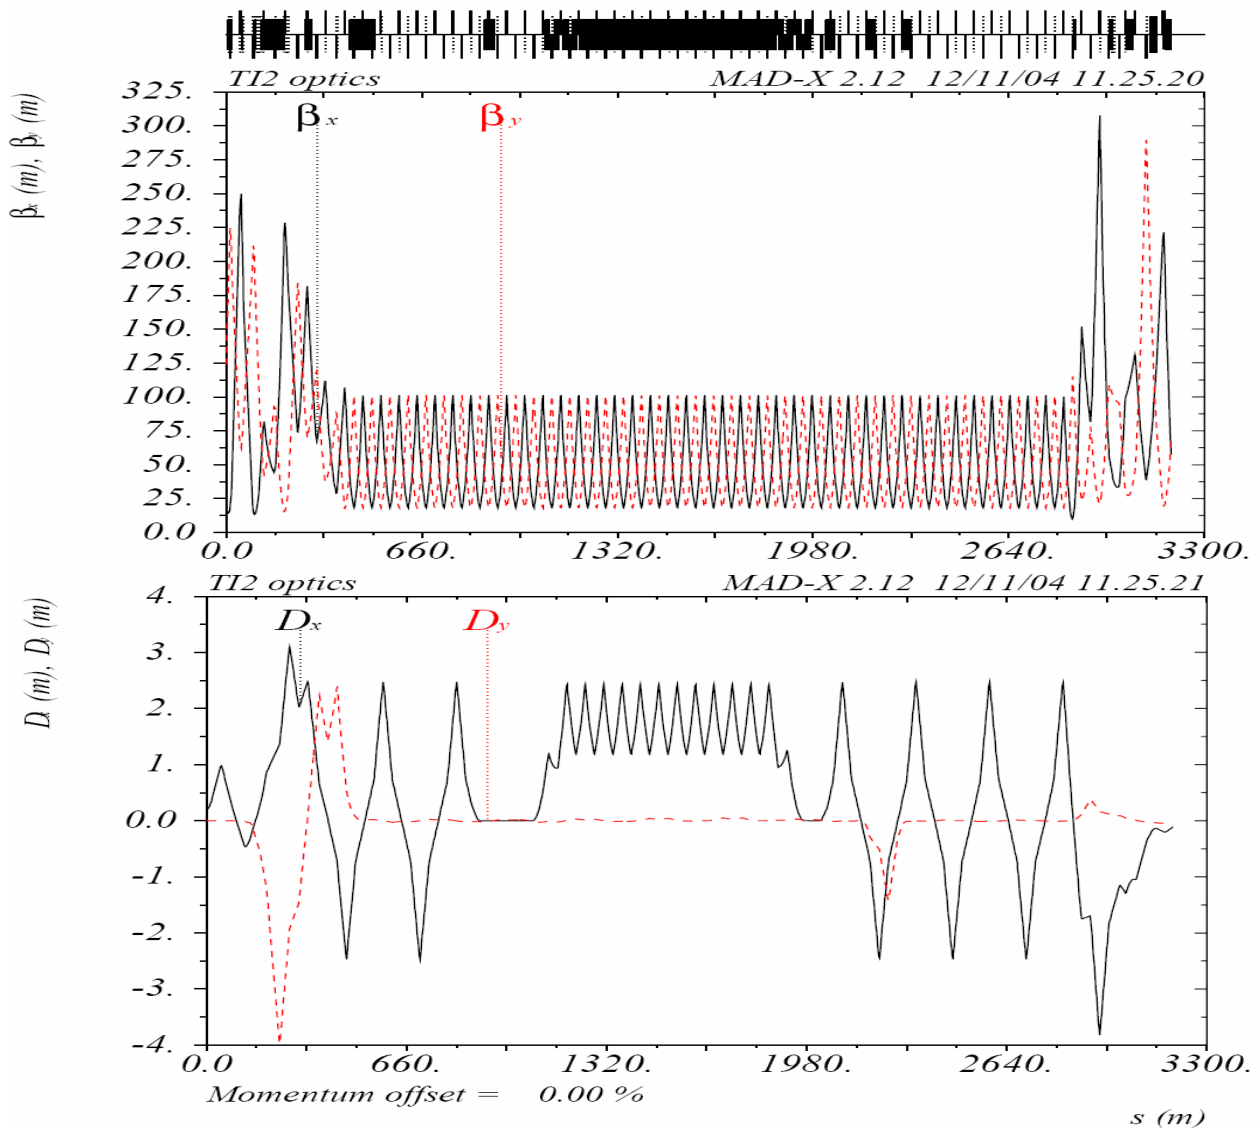 TI2 optics MAD-X 2.12 12/11/04 11.25.20
βx (m), βy (m)
325.
300.
275.
250.
225.
200.
175.
150.
125.
100.
75.
50.
25.
0.0
βx βy
0.0 660. 1320. 1980. 2640. 3300.
TI2 optics MAD-X 2.12 12/11/04 11.25.21
Dx (m), Dy (m)
4.
3.
2.
1.
0.0
-1.
-2.
-3.
-4.
Dx Dy
0.0 660. 1320. 1980. 2640. 3300.
Momentum offset = 0.00 %
s (m)